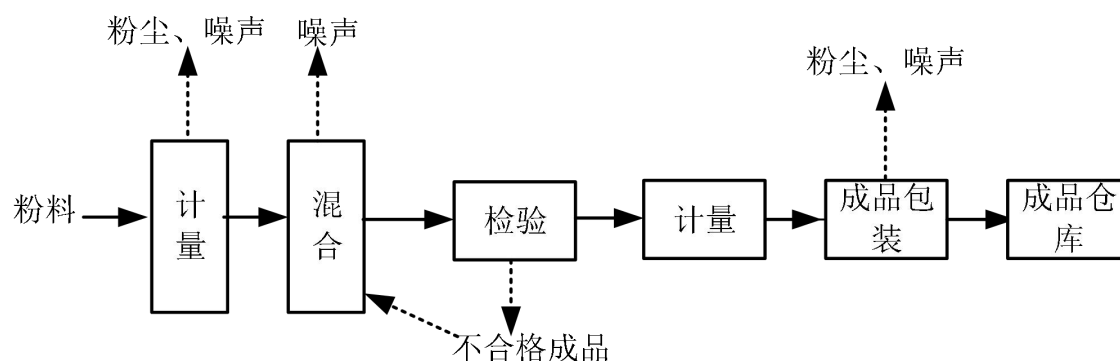 粉尘、噪声
噪声
粉尘、噪声
粉料
计量
混合
检验
计量
成品包
装
成品仓
库
不合格成品